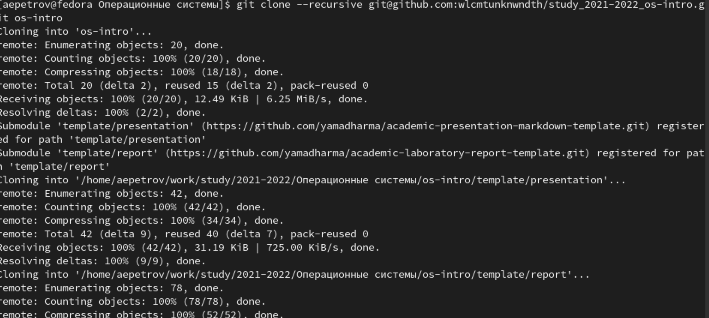 [aepetrov@fedora Операционные системы]$ git clone --recursive git@github.com:wlcmtunknwndth/study_2021-2022_os-intro.g
it os-intro
Cloning into 'os-intro'...
remote: Enumerating objects: 20, done.
remote: Counting objects: 100% (20/20), done.
remote: Compressing objects: 100% (18/18), done.
remote: Total 20 (delta 2), reused 15 (delta 2), pack-reused 0
Receiving objects: 100% (20/20), 12.49 KiB | 6.25 MiB/s, done.
Resolving deltas: 100% (2/2), done.
Submodule 'template/presentation' (https://github.com/yamadharma/academic-presentation-markdown-template.git) register
ed for path 'template/presentation'
Submodule 'template/report' (https://github.com/yamadharma/academic-laboratory-report-template.git) registered for pat
h 'template/report'
Cloning into '/home/aepetrov/work/study/2021-2022/Операционные системы/os-intro/template/presentation'...
remote: Enumerating objects: 42, done.
remote: Counting objects: 100% (42/42), done.
remote: Compressing objects: 100% (34/34), done.
remote: Total 42 (delta 9), reused 40 (delta 7), pack-reused 0
Receiving objects: 100% (42/42), 31.19 KiB | 725.00 KiB/s, done.
Resolving deltas: 100% (9/9), done.
Cloning into '/home/aepetrov/work/study/2021-2022/Операционные системы/os-intro/template/report'...
remote: Enumerating objects: 78, done.
remote: Counting objects: 100% (78/78), done.
remote: Compressing objects: 100% (52/52), done.